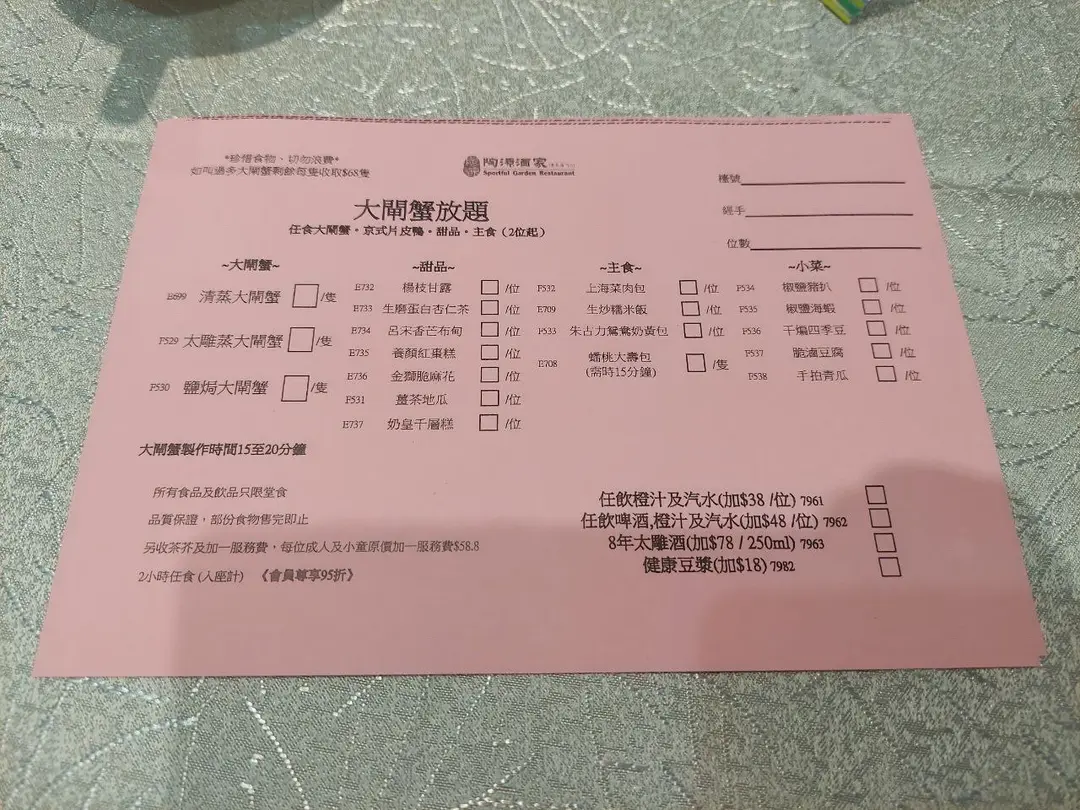 *珍惜食物、切勿浪費*
如叫過多大閘蟹剩餘每隻收取$68隻
陶源酒家
Sportful Garden Restaurant
檯號
經手
位數
大閘蟹放題
任食大閘蟹・京式片皮鴨・甜品・主食（2位起）
~大閘蟹~
E699 清蒸大閘蟹 /隻
F529 太雕蒸大閘蟹 /隻
F530 鹽焗大閘蟹 /隻
~甜品~
E732 楊枝甘露 /位
E733 生磨蛋白杏仁茶 /位
E734 呂宋香芒布甸 /位
E735 養顏紅棗糕 /位
E736 金獅脆麻花 /位
F531 薑茶地瓜 /位
E737 奶皇千層糕 /位
~主食~
F532 上海菜肉包 /位
E709 生炒糯米飯 /位
F533 朱古力鴛鴦奶黃包 /位
E708 蟠桃大壽包 /隻
(需時15分鐘)
~小菜~
F534 椒鹽豬扒 /位
F535 椒鹽海蝦 /位
F536 干煸四季豆 /位
F537 脆滷豆腐 /位
F538 手拍青瓜 /位
大閘蟹製作時間15至20分鐘
所有食品及飲品只限堂食
品質保證，部份食物售完即止
另收茶芥及加一服務費，每位成人及小童原價加一服務費$58.8
2小時任食 (入座計) 《會員尊享95折》
任飲橙汁及汽水(加$38 /位) 7961
任飲啤酒,橙汁及汽水(加$48 /位) 7962
8年太雕酒(加$78 / 250ml) 7963
健康豆漿(加$18) 7982